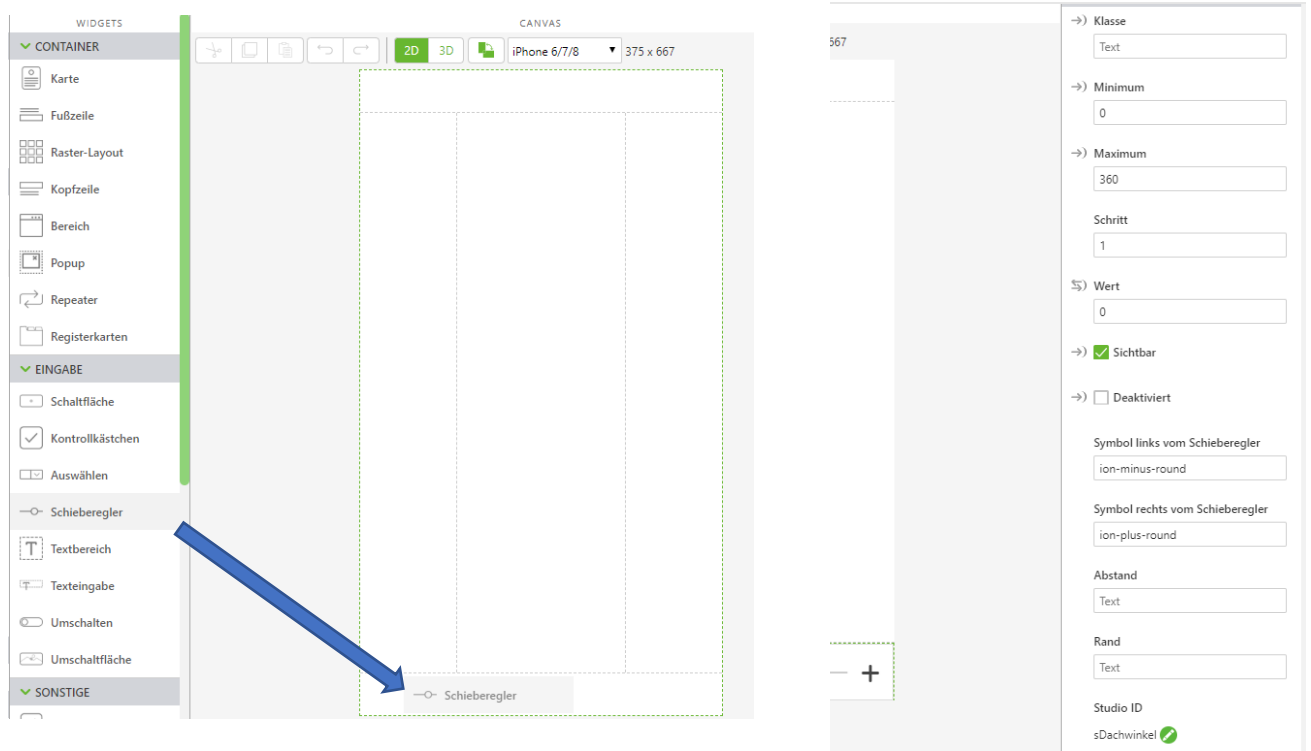 WIDGETS
CONTAINER
Karte
Fußzeile
Raster-Layout
Kopfzeile
Bereich
Popup
Repeater
Registerkarten
EINGABE
Schaltfläche
Kontrollkästchen
Auswählen
Schieberegler
Textbereich
Texteingabe
Umschalten
Umschaltfläche
SONSTIGE
CANVAS
2D 3D iPhone 6/7/8 375 x 667
Schieberegler
567
Klasse
Text
Minimum
0
Maximum
360
Schritt
1
Wert
0
Sichtbar
Deaktiviert
Symbol links vom Schieberegler
ion-minus-round
Symbol rechts vom Schieberegler
ion-plus-round
Abstand
Text
Rand
Text
Studio ID
sDachwinkel